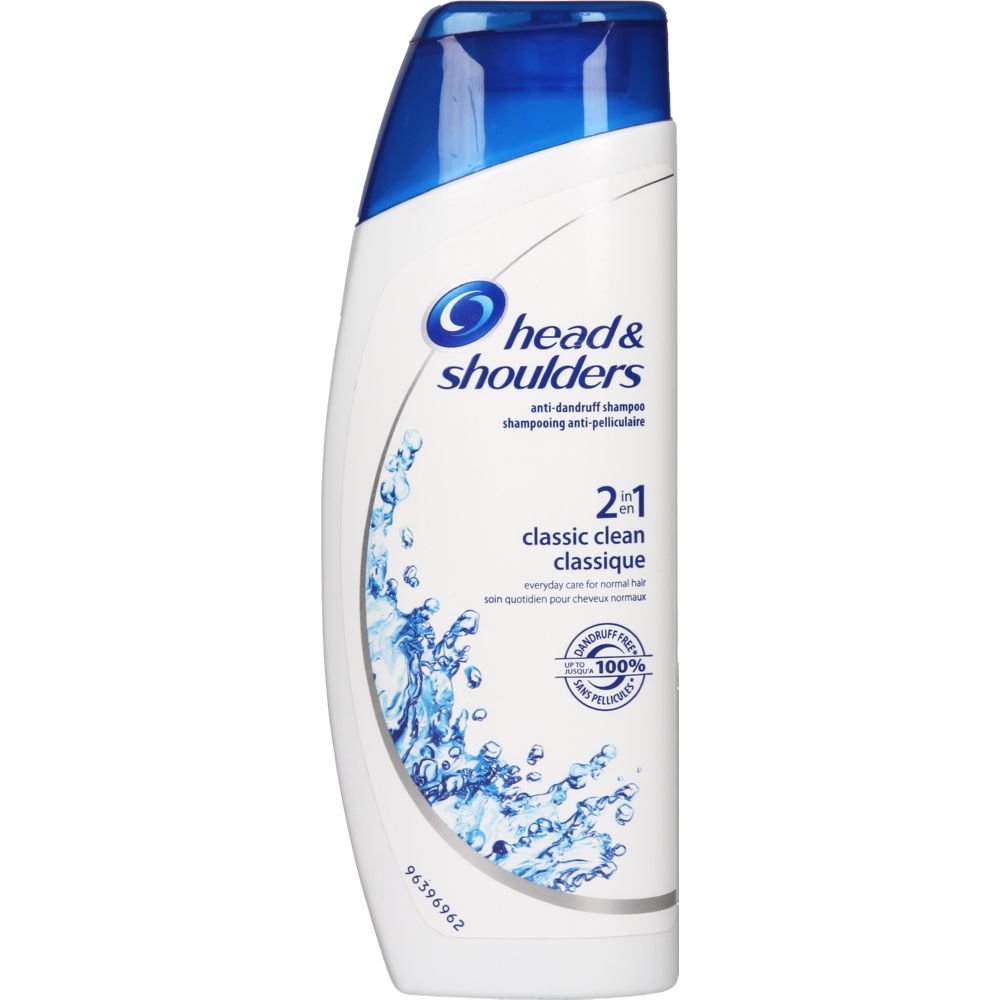 head &
shoulders
anti-dandruff shampoo
shampooing anti-pelliculaire
2 in en 1
classic clean
classique
everyday care for normal hair
soin quotidien pour cheveux normaux
DANDRUFF FREE*
UP TO
JUSQU'A 100%
SANS PELLICULES*
96396962